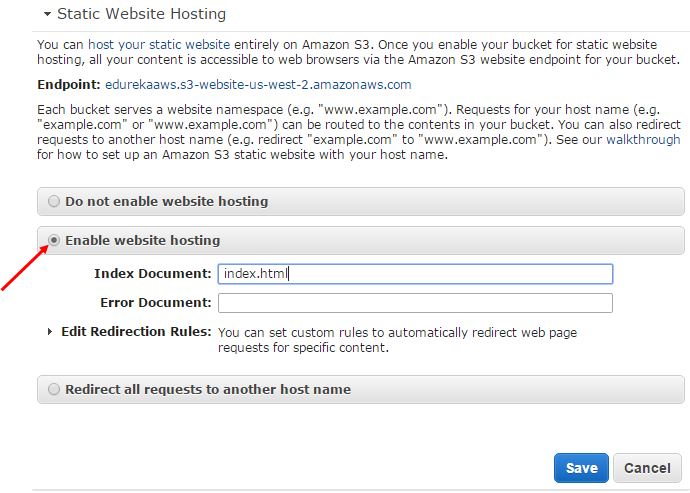 Static Website Hosting
You can host your static website entirely on Amazon S3. Once you enable your bucket for static website
hosting, all your content is accessible to web browsers via the Amazon S3 website endpoint for your bucket.
Endpoint: edurekaaws.s3-website-us-west-2.amazonaws.com
Each bucket serves a website namespace (e.g. "www.example.com"). Requests for your host name (e.g.
"example.com" or "www.example.com") can be routed to the contents in your bucket. You can also redirect
requests to another host name (e.g. redirect "example.com" to "www.example.com"). See our walkthrough
for how to set up an Amazon S3 static website with your host name.
Do not enable website hosting
Enable website hosting
Index Document: index.html
Error Document:
Edit Redirection Rules: You can set custom rules to automatically redirect web page
requests for specific content.
Redirect all requests to another host name
Save Cancel